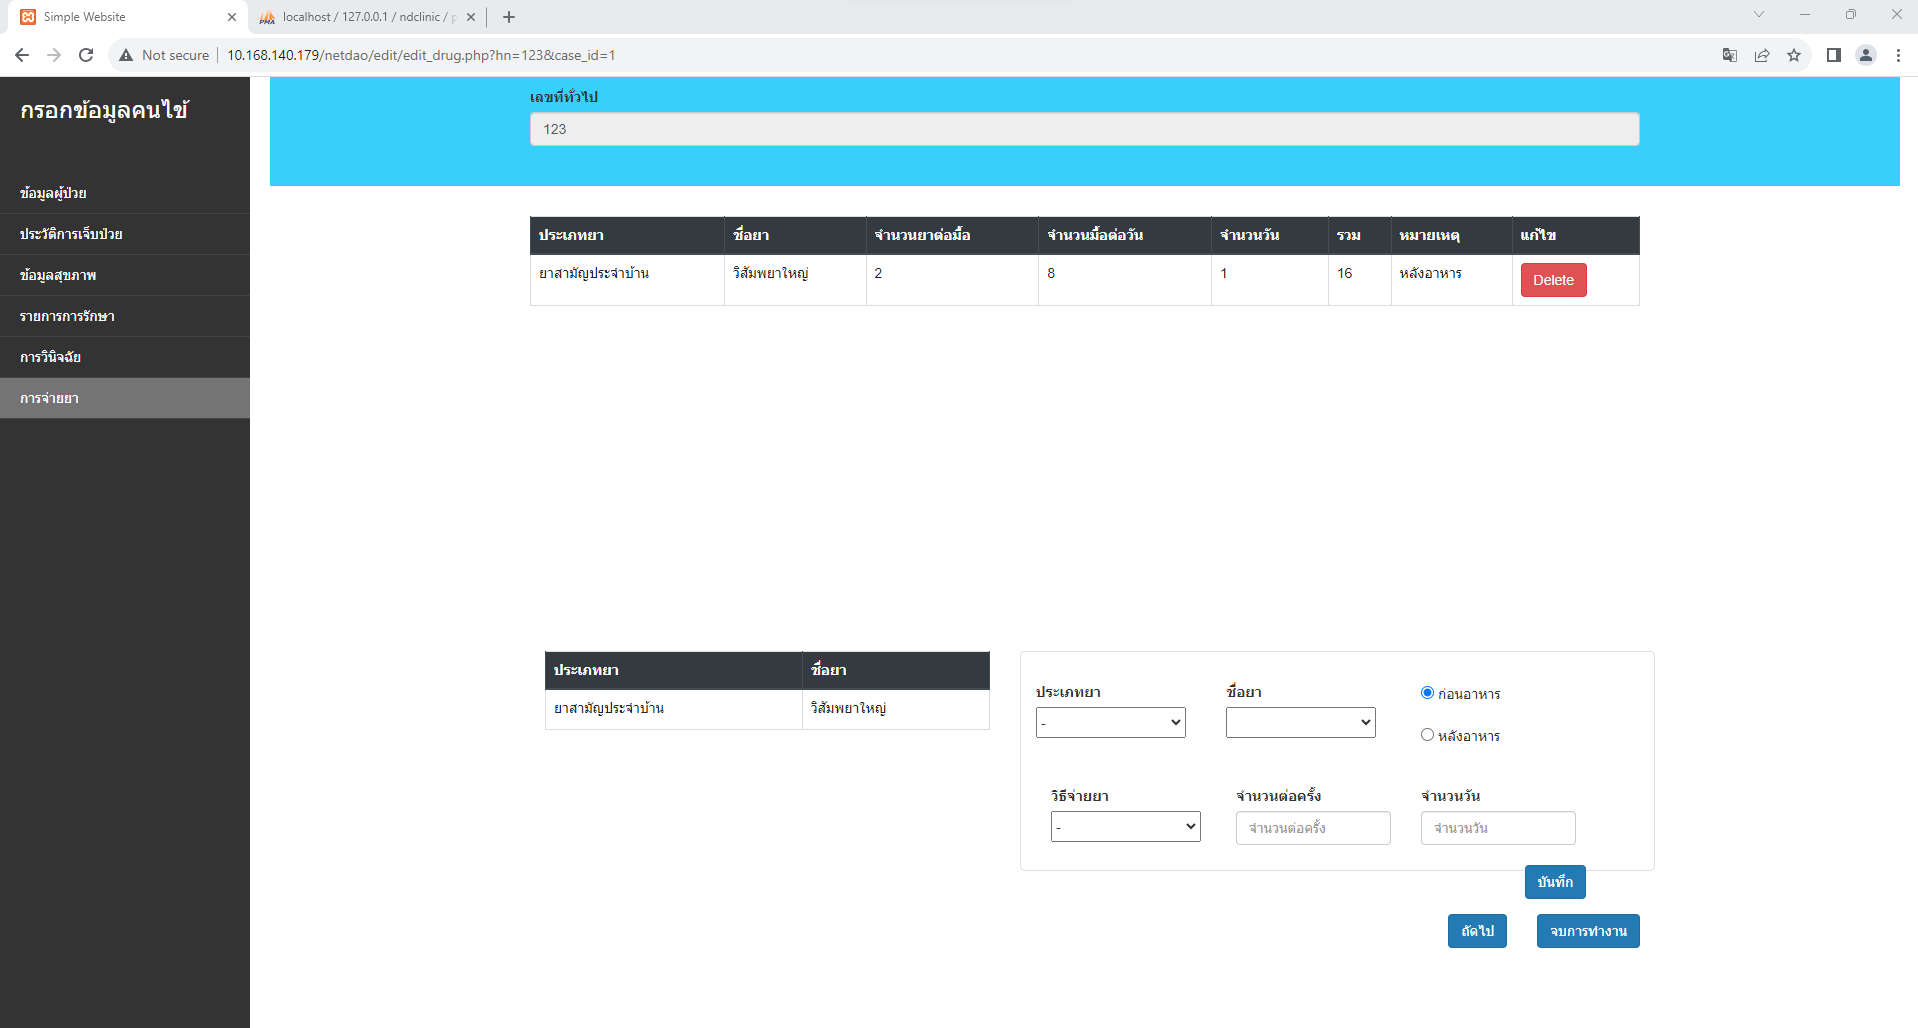 Simple Website
localhost / 127.0.0.1 / ndclinic / p
Not secure
10.168.140.179/netdao/edit/edit_drug.php?hn=123&case_id=1
กรอกข้อมูลคนไข้
ข้อมูลผู้ป่วย
ประวัติการเจ็บป่วย
ข้อมูลสุขภาพ
รายการการรักษา
การวินิจฉัย
การจ่ายยา
เลขที่ทั่วไป
123
ประเภทยา ชื่อยา จำนวนยาต่อมื้อ จำนวนมื้อต่อวัน จำนวนวัน รวม หมายเหตุ แก้ไข
ยาสามัญประจำบ้าน วิสัมพยาใหญ่ 2 8 1 16 หลังอาหาร Delete
ประเภทยา ชื่อยา
ยาสามัญประจำบ้าน วิสัมพยาใหญ่
ประเภทยา ชื่อยา ก่อนอาหาร
-
หลังอาหาร
วิธีจ่ายยา จำนวนต่อครั้ง จำนวนวัน
- จำนวนต่อครั้ง จำนวนวัน
บันทึก
ถัดไป จบการทำงาน